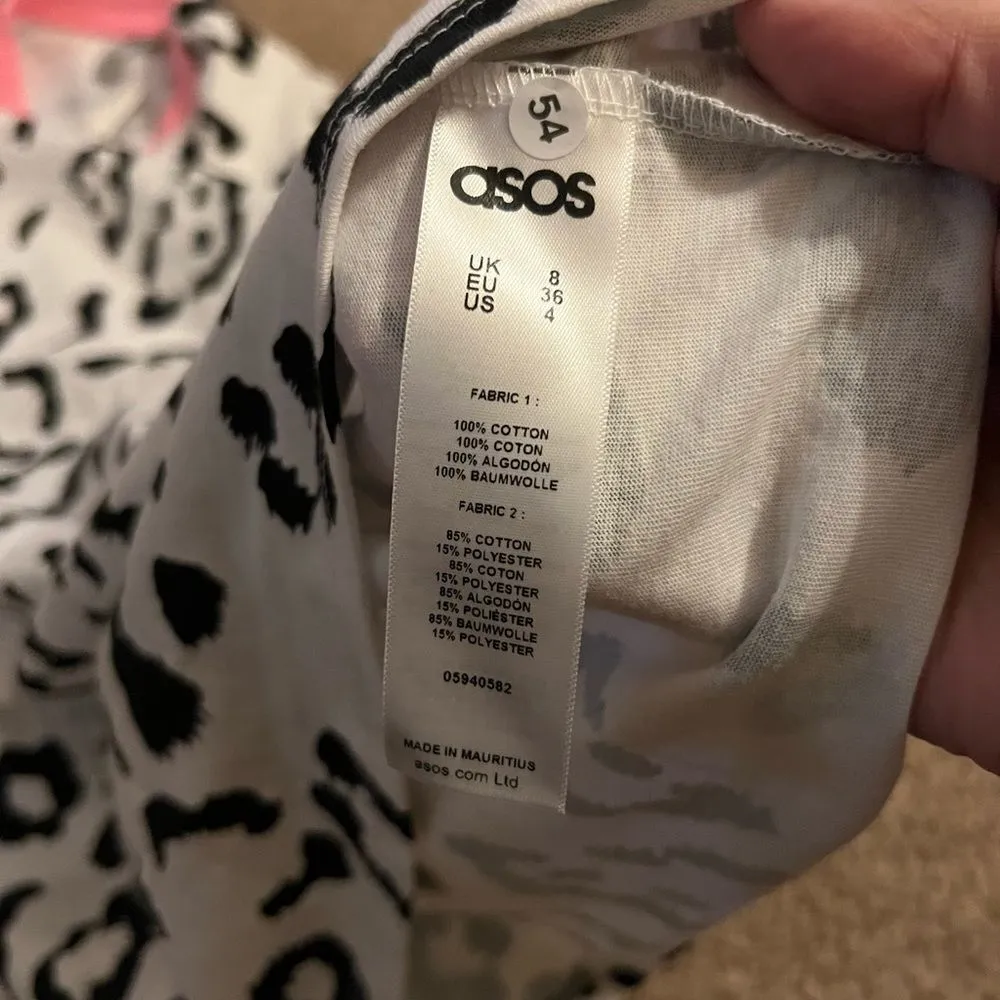 54
asos
UK 8
EU 36
US 4
FABRIC 1 :
100% COTTON
100% COTON
100% ALGODÓN
100% BAUMWOLLE
FABRIC 2 :
85% COTTON
15% POLYESTER
85% COTON
15% POLYESTER
85% ALGODÓN
15% POLIÉSTER
85% BAUMWOLLE
15% POLYESTER
05940582
MADE IN MAURITIUS
asos com Ltd